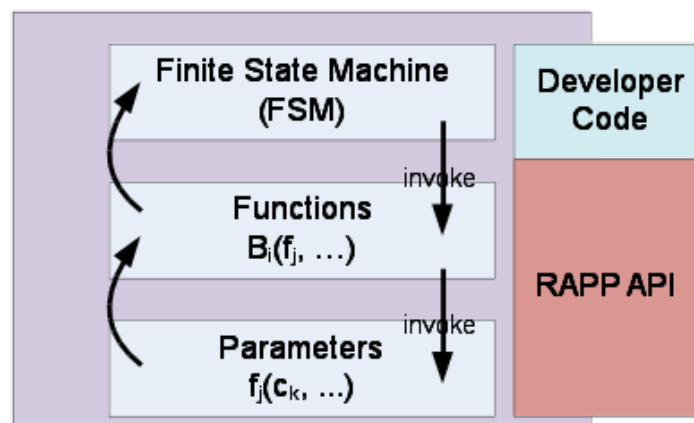 Finite State Machine
(FSM)
Developer
Code
invoke
Functions
Bᵢ(fⱼ, ...)
RAPP API
invoke
Parameters
fⱼ(cₖ, ...)